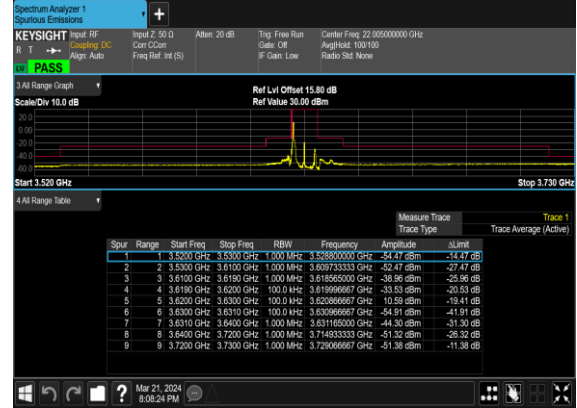 Spectrum Analyzer 1
Spurious Emissions
KEYSIGHT Input: RF Input Z: 50 Ω Atten: 20 dB Trig: Free Run Center Freq: 22.005000000 GHz
R T Coupling: DC Corr CCorr Gate: Off Avg|Hold: 100/100
Align: Auto Freq Ref: Int (S) IF Gain: Low Radio Std: None
PASS
3 All Range Graph
Ref Lvl Offset 15.80 dB
Scale/Div 10.0 dB Ref Value 30.00 dBm
20.0
0.00
-20.0
-40.0
-60.0
Start 3.520 GHz Stop 3.730 GHz
4 All Range Table
Measure Trace Trace 1
Trace Type Trace Average (Active)
Spur Range Start Freq Stop Freq RBW Frequency Amplitude ΔLimit
1 1 3.5200 GHz 3.5300 GHz 1.000 MHz 3.528800000 GHz -54.47 dBm -14.47 dB
2 2 3.5300 GHz 3.6100 GHz 1.000 MHz 3.609733333 GHz -52.47 dBm -27.47 dB
3 3 3.6100 GHz 3.6190 GHz 1.000 MHz 3.618565000 GHz -38.96 dBm -25.96 dB
4 4 3.6190 GHz 3.6200 GHz 100.0 kHz 3.619996667 GHz -33.53 dBm -20.53 dB
5 5 3.6200 GHz 3.6300 GHz 100.0 kHz 3.620866667 GHz 10.59 dBm -19.41 dB
6 6 3.6300 GHz 3.6310 GHz 100.0 kHz 3.630966667 GHz -54.91 dBm -41.91 dB
7 7 3.6310 GHz 3.6400 GHz 1.000 MHz 3.631165000 GHz -44.30 dBm -31.30 dB
8 8 3.6400 GHz 3.7200 GHz 1.000 MHz 3.714933333 GHz -51.32 dBm -26.32 dB
9 9 3.7200 GHz 3.7300 GHz 1.000 MHz 3.729066667 GHz -51.38 dBm -11.38 dB
Mar 21, 2024
8:08:24 PM